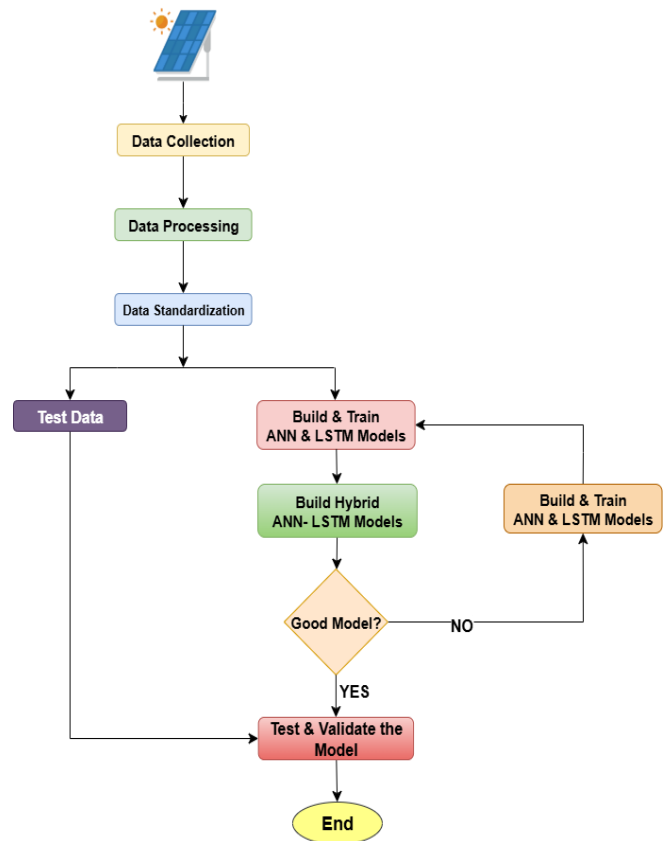 Data Collection
Data Processing
Data Standardization
Test Data
Build & Train
ANN & LSTM Models
Build Hybrid
ANN- LSTM Models
Build & Train
ANN & LSTM Models
Good Model?
NO
YES
Test & Validate the
Model
End